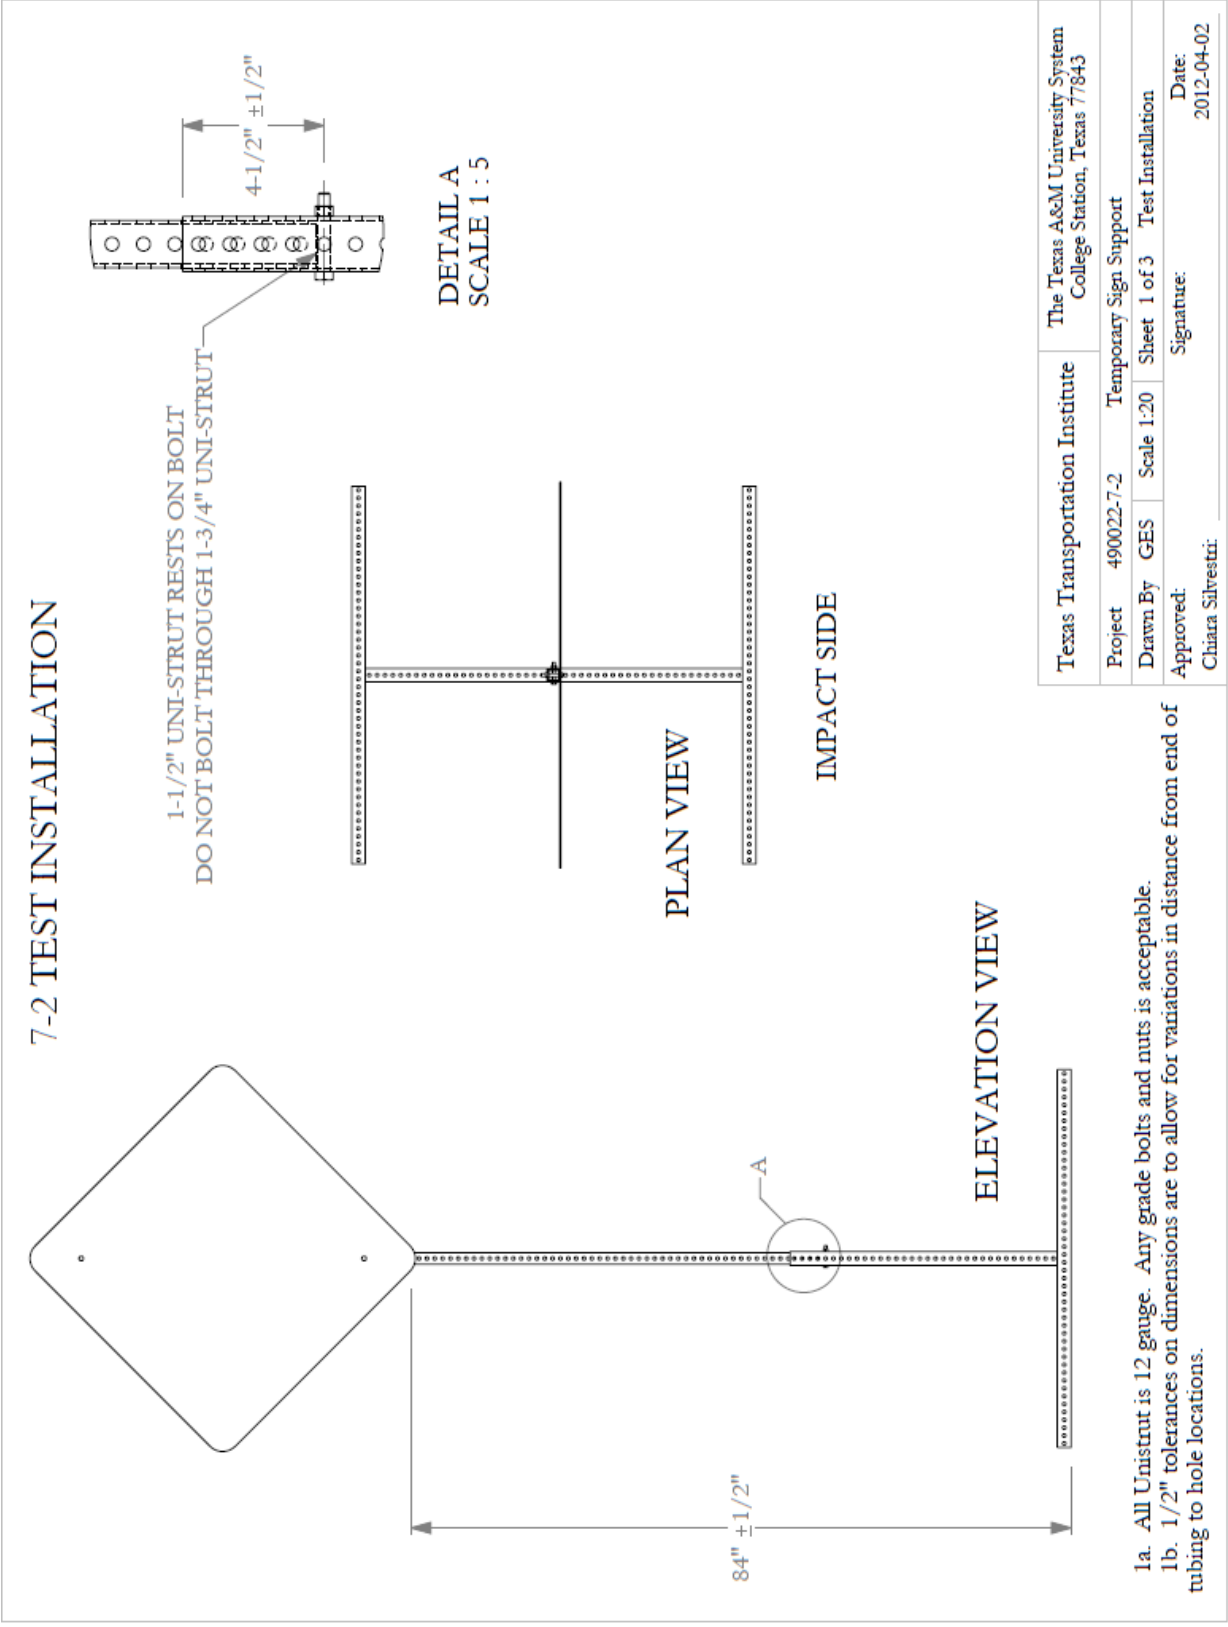 7-2 TEST INSTALLATION
1-1/2" UNI-STRUT RESTS ON BOLT
DO NOT BOLT THROUGH 1-3/4" UNI-STRUT
4-1/2" ±1/2"
DETAIL A
SCALE 1 : 5
84" ±1/2"
A
ELEVATION VIEW
PLAN VIEW
IMPACT SIDE
1a. All Unistrut is 12 gauge. Any grade bolts and nuts is acceptable.
1b. 1/2" tolerances on dimensions are to allow for variations in distance from end of
tubing to hole locations.
Texas Transportation Institute
The Texas A&M University System
College Station, Texas 77843
Project 490022-7-2 Temporary Sign Support
Drawn By GES Scale 1:20 Sheet 1 of 3 Test Installation
Approved: Signature: Date:
Chiara Silvestri: 2012-04-02